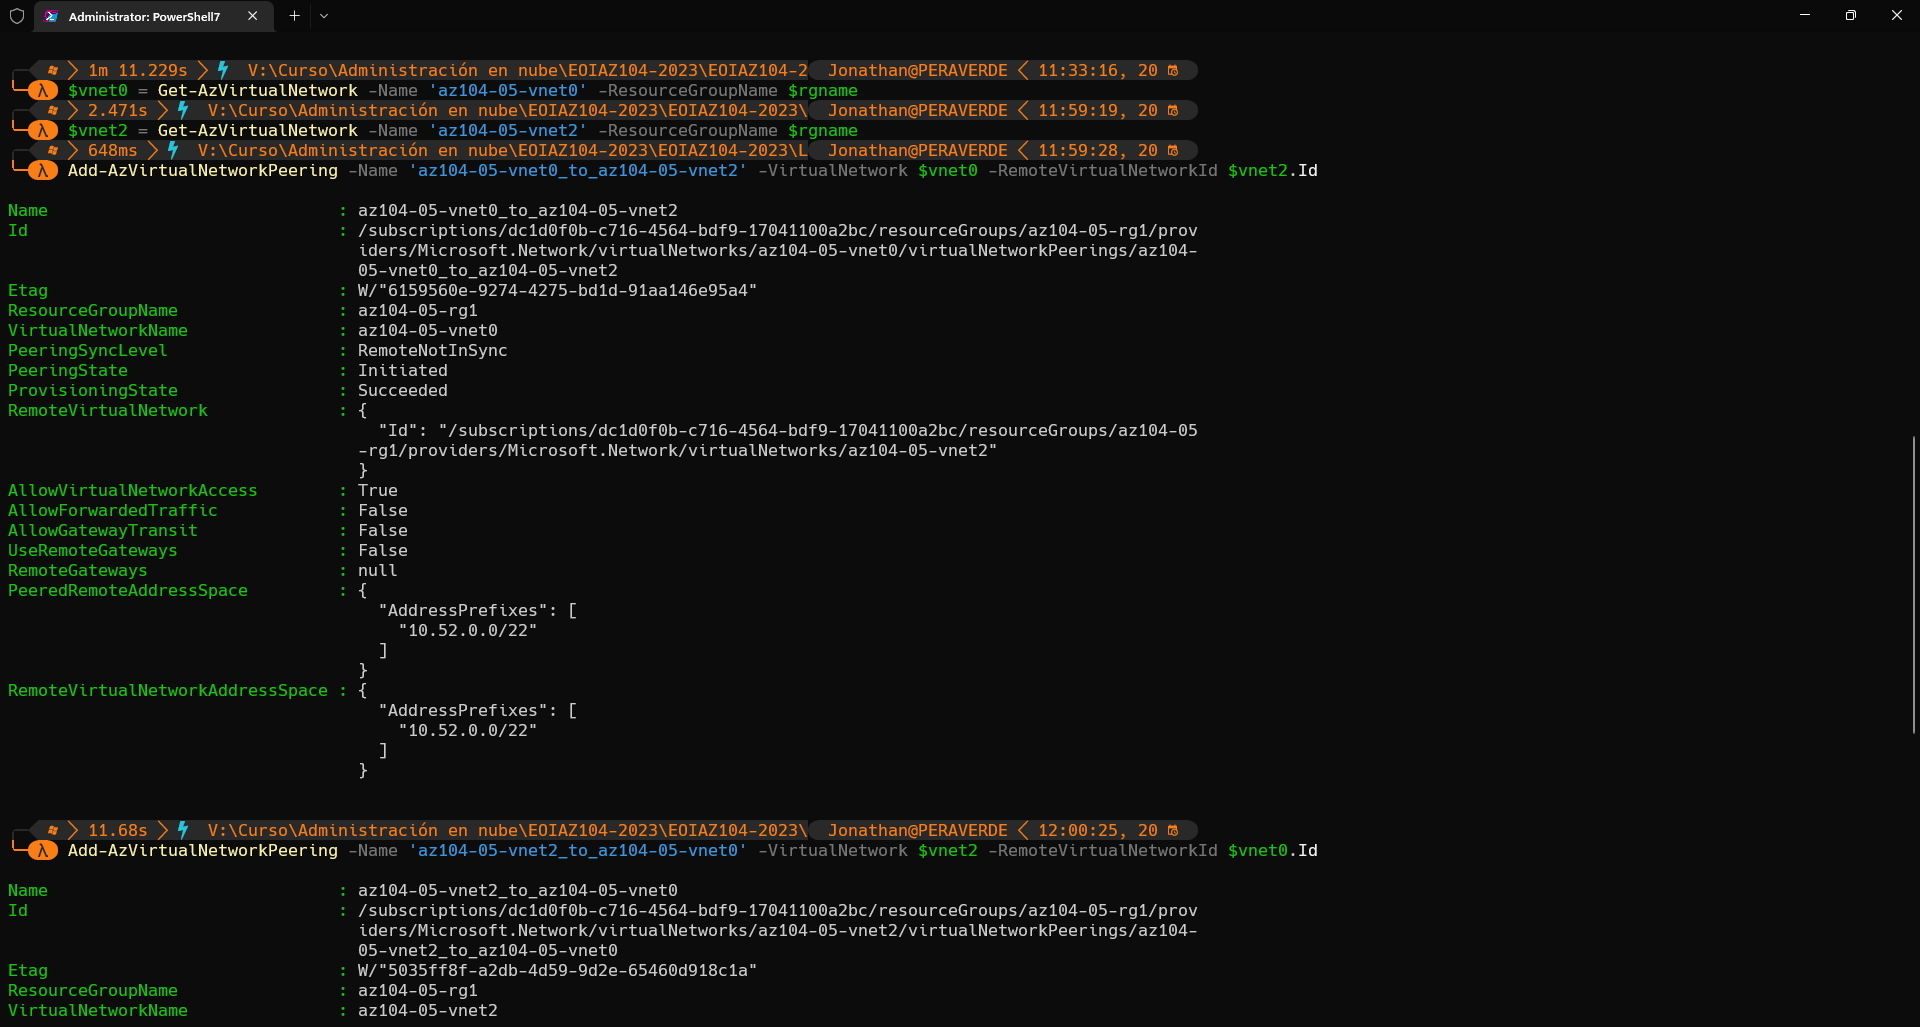 Administrator: PowerShell7
1m 11.229s V:\Curso\Administración en nube\EOIAZ104-2023\EOIAZ104-2 Jonathan@PERAVERDE 11:33:16, 20
λ $vnet0 = Get-AzVirtualNetwork -Name 'az104-05-vnet0' -ResourceGroupName $rgname
2.471s V:\Curso\Administración en nube\EOIAZ104-2023\EOIAZ104-2023\ Jonathan@PERAVERDE 11:59:19, 20
λ $vnet2 = Get-AzVirtualNetwork -Name 'az104-05-vnet2' -ResourceGroupName $rgname
648ms V:\Curso\Administración en nube\EOIAZ104-2023\EOIAZ104-2023\L Jonathan@PERAVERDE 11:59:28, 20
λ Add-AzVirtualNetworkPeering -Name 'az104-05-vnet0_to_az104-05-vnet2' -VirtualNetwork $vnet0 -RemoteVirtualNetworkId $vnet2.Id
Name : az104-05-vnet0_to_az104-05-vnet2
Id : /subscriptions/dc1d0f0b-c716-4564-bdf9-17041100a2bc/resourceGroups/az104-05-rg1/prov
iders/Microsoft.Network/virtualNetworks/az104-05-vnet0/virtualNetworkPeerings/az104-
05-vnet0_to_az104-05-vnet2
Etag : W/"6159560e-9274-4275-bd1d-91aa146e95a4"
ResourceGroupName : az104-05-rg1
VirtualNetworkName : az104-05-vnet0
PeeringSyncLevel : RemoteNotInSync
PeeringState : Initiated
ProvisioningState : Succeeded
RemoteVirtualNetwork : {
"Id": "/subscriptions/dc1d0f0b-c716-4564-bdf9-17041100a2bc/resourceGroups/az104-05
-rg1/providers/Microsoft.Network/virtualNetworks/az104-05-vnet2"
}
AllowVirtualNetworkAccess : True
AllowForwardedTraffic : False
AllowGatewayTransit : False
UseRemoteGateways : False
RemoteGateways : null
PeeredRemoteAddressSpace : {
"AddressPrefixes": [
"10.52.0.0/22"
]
}
RemoteVirtualNetworkAddressSpace : {
"AddressPrefixes": [
"10.52.0.0/22"
]
}
11.68s V:\Curso\Administración en nube\EOIAZ104-2023\EOIAZ104-2023\ Jonathan@PERAVERDE 12:00:25, 20
λ Add-AzVirtualNetworkPeering -Name 'az104-05-vnet2_to_az104-05-vnet0' -VirtualNetwork $vnet2 -RemoteVirtualNetworkId $vnet0.Id
Name : az104-05-vnet2_to_az104-05-vnet0
Id : /subscriptions/dc1d0f0b-c716-4564-bdf9-17041100a2bc/resourceGroups/az104-05-rg1/prov
iders/Microsoft.Network/virtualNetworks/az104-05-vnet2/virtualNetworkPeerings/az104-
05-vnet2_to_az104-05-vnet0
Etag : W/"5035ff8f-a2db-4d59-9d2e-65460d918c1a"
ResourceGroupName : az104-05-rg1
VirtualNetworkName : az104-05-vnet2